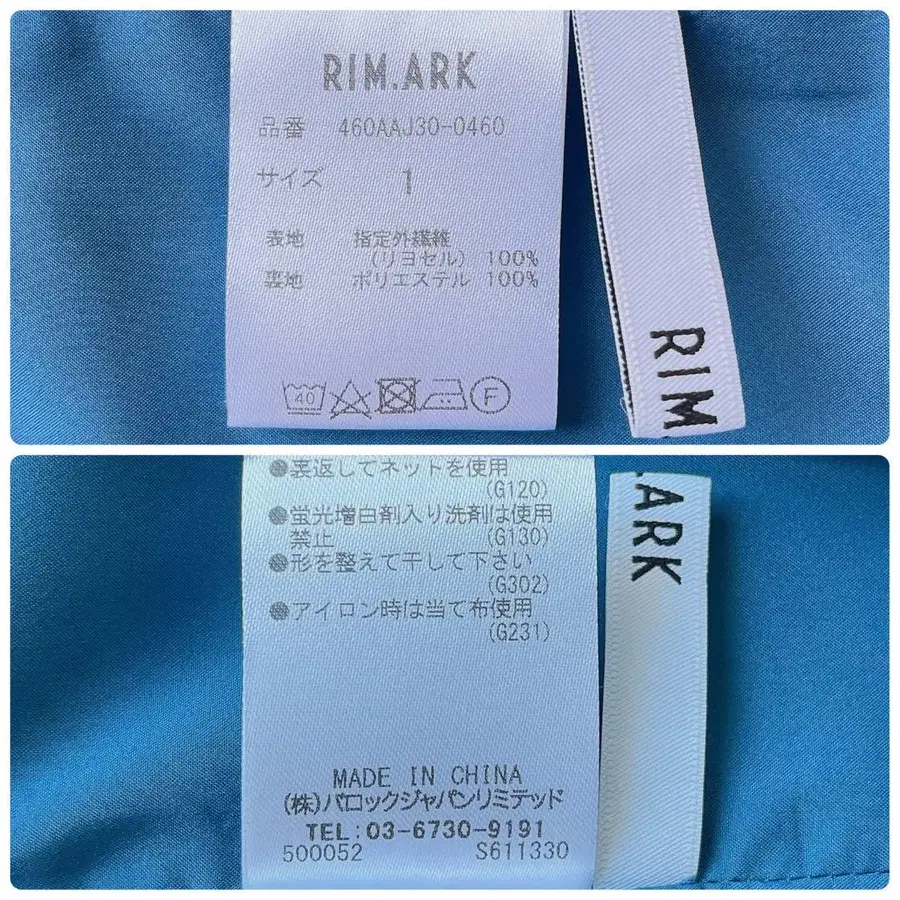 RIM.ARK
品番 460AAJ30-0460
サイズ 1
表地 指定外繊維
(リヨセル) 100%
裏地 ポリエステル 100%
40
F
RIM.
●裏返してネットを使用
(G120)
●蛍光増白剤入り洗剤は使用
禁止 (G130)
●形を整えて干して下さい
(G302)
●アイロン時は当て布使用
(G231)
MADE IN CHINA
(株)バロックジャパンリミテッド
TEL:03-6730-9191
500052 S611330
.ARK